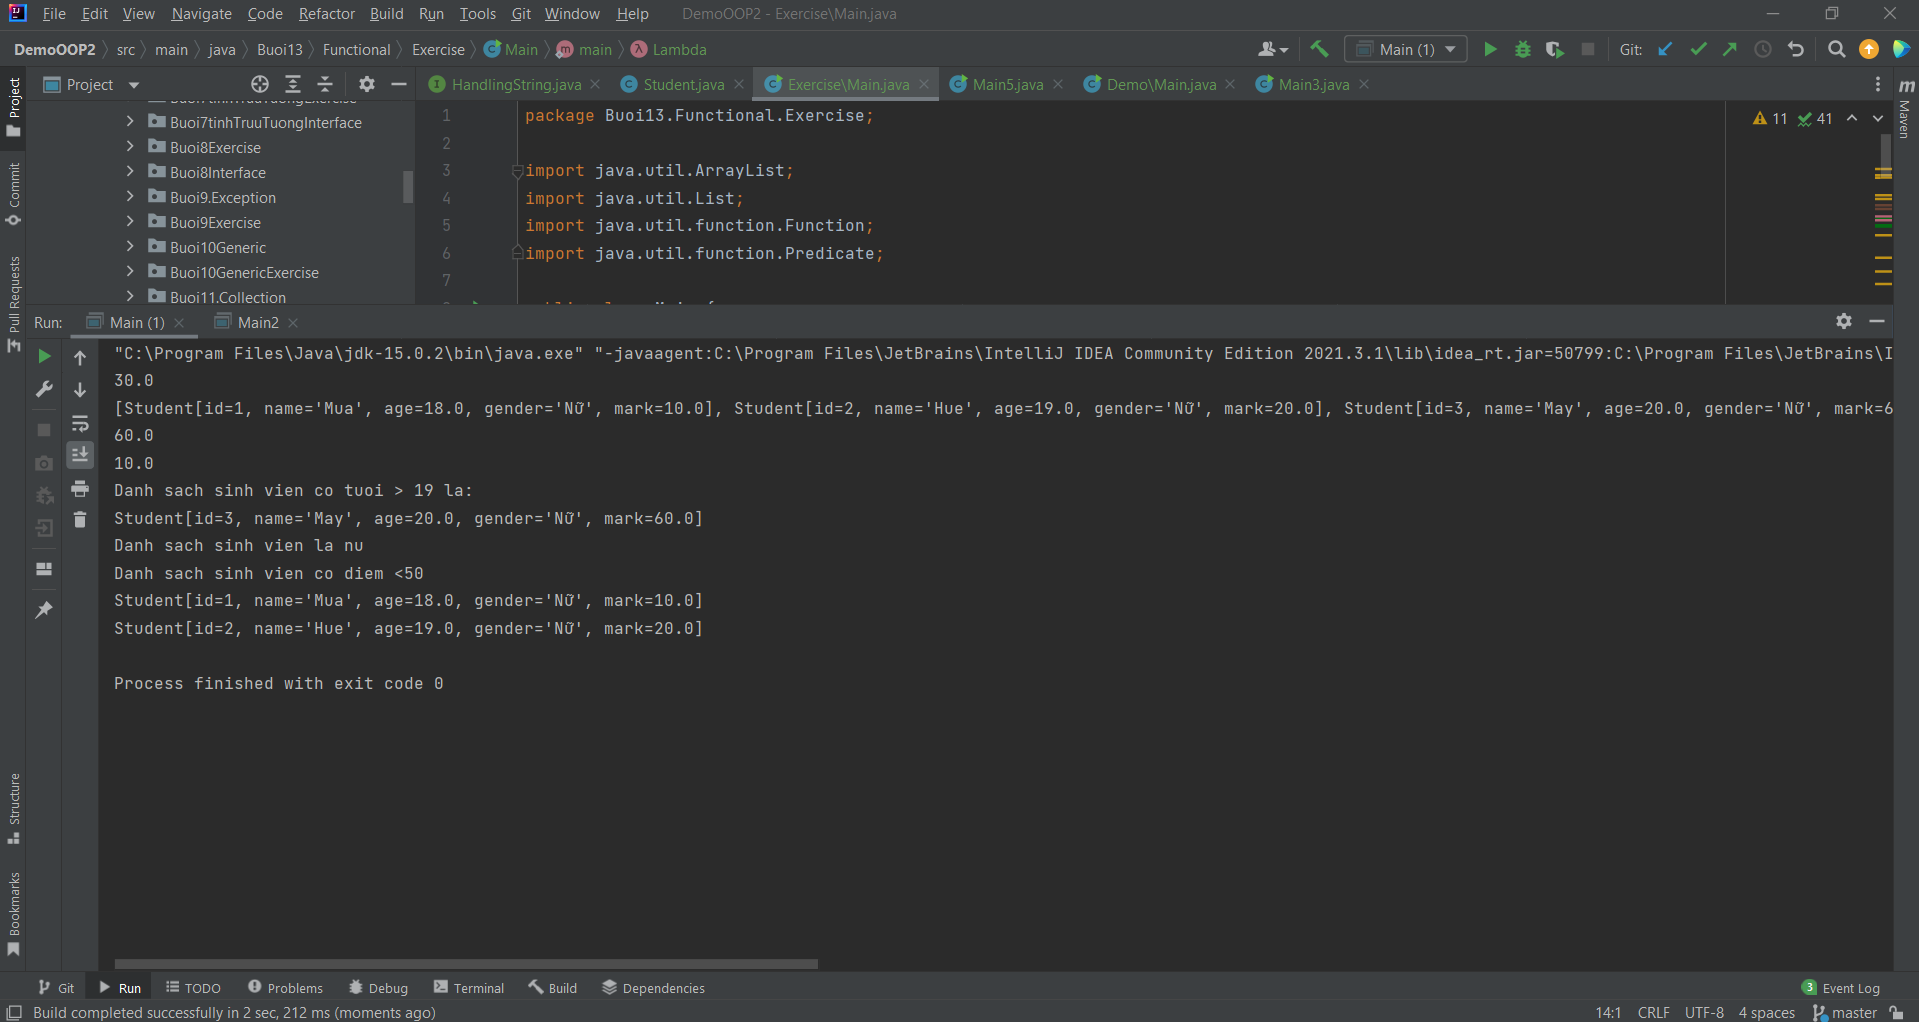 File Edit View Navigate Code Refactor Build Run Tools Git Window Help DemoOOP2 - Exercise\Main.java
DemoOOP2 src main java Buoi13 Functional Exercise Main main Lambda
Main (1) Git:
Project
HandlingString.java Student.java Exercise\Main.java Main5.java Demo\Main.java Main3.java
Buoi7tinhTruuTuongInterface
Buoi8Exercise
Buoi8Interface
Buoi9.Exception
Buoi9Exercise
Buoi10Generic
Buoi10GenericExercise
Buoi11.Collection
1 package Buoi13.Functional.Exercise;
2
3 import java.util.ArrayList;
4 import java.util.List;
5 import java.util.function.Function;
6 import java.util.function.Predicate;
7
11 41
Project
Commit
Pull Requests
Structure
Bookmarks
Maven
Run: Main (1) Main2
"C:\Program Files\Java\jdk-15.0.2\bin\java.exe" "-javaagent:C:\Program Files\JetBrains\IntelliJ IDEA Community Edition 2021.3.1\lib\idea_rt.jar=50799:C:\Program Files\JetBrains\I
30.0
[Student[id=1, name='Mua', age=18.0, gender='Nữ', mark=10.0], Student[id=2, name='Hue', age=19.0, gender='Nữ', mark=20.0], Student[id=3, name='May', age=20.0, gender='Nữ', mark=6
60.0
10.0
Danh sach sinh vien co tuoi > 19 la:
Student[id=3, name='May', age=20.0, gender='Nữ', mark=60.0]
Danh sach sinh vien la nu
Danh sach sinh vien co diem <50
Student[id=1, name='Mua', age=18.0, gender='Nữ', mark=10.0]
Student[id=2, name='Hue', age=19.0, gender='Nữ', mark=20.0]
Process finished with exit code 0
Git Run TODO Problems Debug Terminal Build Dependencies 3 Event Log
Build completed successfully in 2 sec, 212 ms (moments ago) 14:1 CRLF UTF-8 4 spaces master